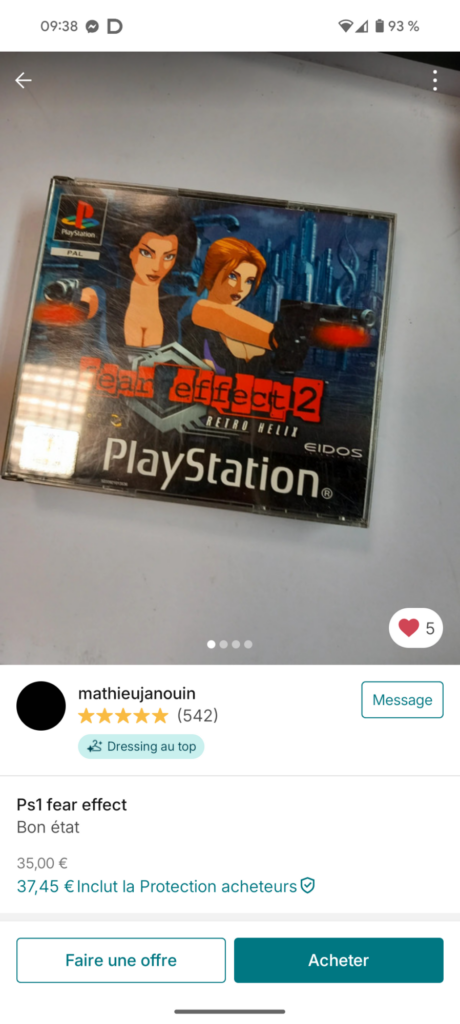 09:38
93 %
PlayStation
PAL
fear effect 2
RETRO HELIX
EIDOS
PlayStation®
5
mathieujanouin
(542)
Dressing au top
Message
Ps1 fear effect
Bon état
35,00 €
37,45 € Inclut la Protection acheteurs
Faire une offre
Acheter